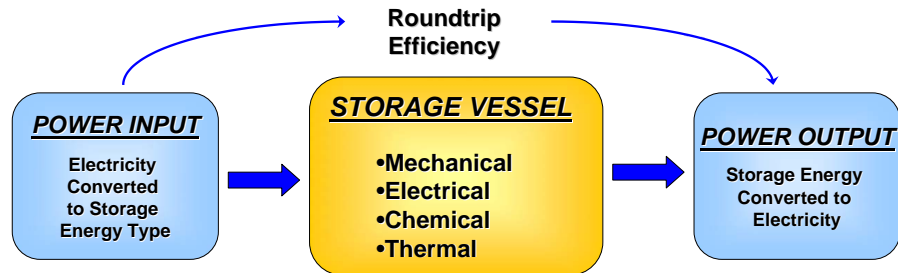 Roundtrip
Efficiency
POWER INPUT
Electricity
Converted
to Storage
Energy Type
STORAGE VESSEL
•Mechanical
•Electrical
•Chemical
•Thermal
POWER OUTPUT
Storage Energy
Converted to
Electricity